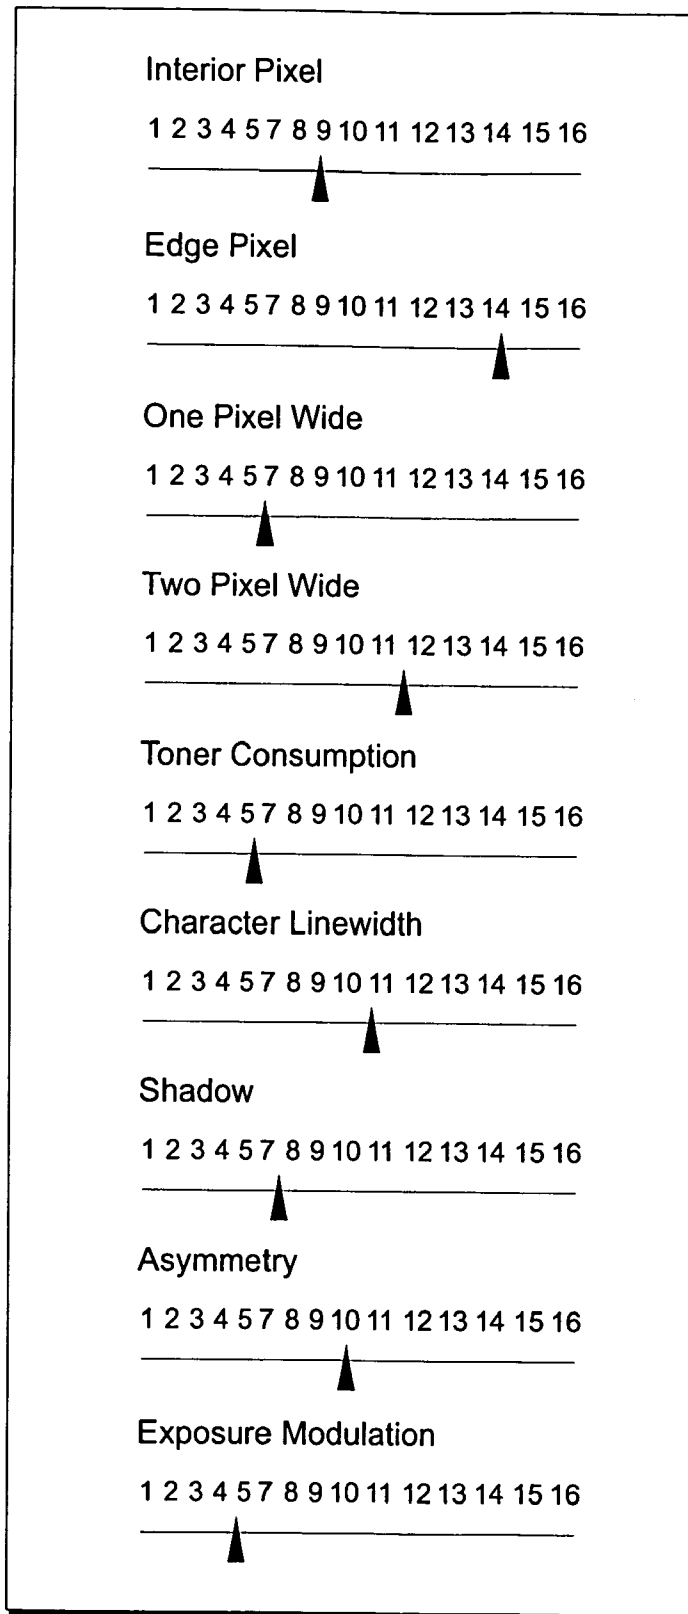 Interior Pixel
1 2 3 4 5 7 8 9 10 11 12 13 14 15 16
Edge Pixel
1 2 3 4 5 7 8 9 10 11 12 13 14 15 16
One Pixel Wide
1 2 3 4 5 7 8 9 10 11 12 13 14 15 16
Two Pixel Wide
1 2 3 4 5 7 8 9 10 11 12 13 14 15 16
Toner Consumption
1 2 3 4 5 7 8 9 10 11 12 13 14 15 16
Character Linewidth
1 2 3 4 5 7 8 9 10 11 12 13 14 15 16
Shadow
1 2 3 4 5 7 8 9 10 11 12 13 14 15 16
Asymmetry
1 2 3 4 5 7 8 9 10 11 12 13 14 15 16
Exposure Modulation
1 2 3 4 5 7 8 9 10 11 12 13 14 15 16